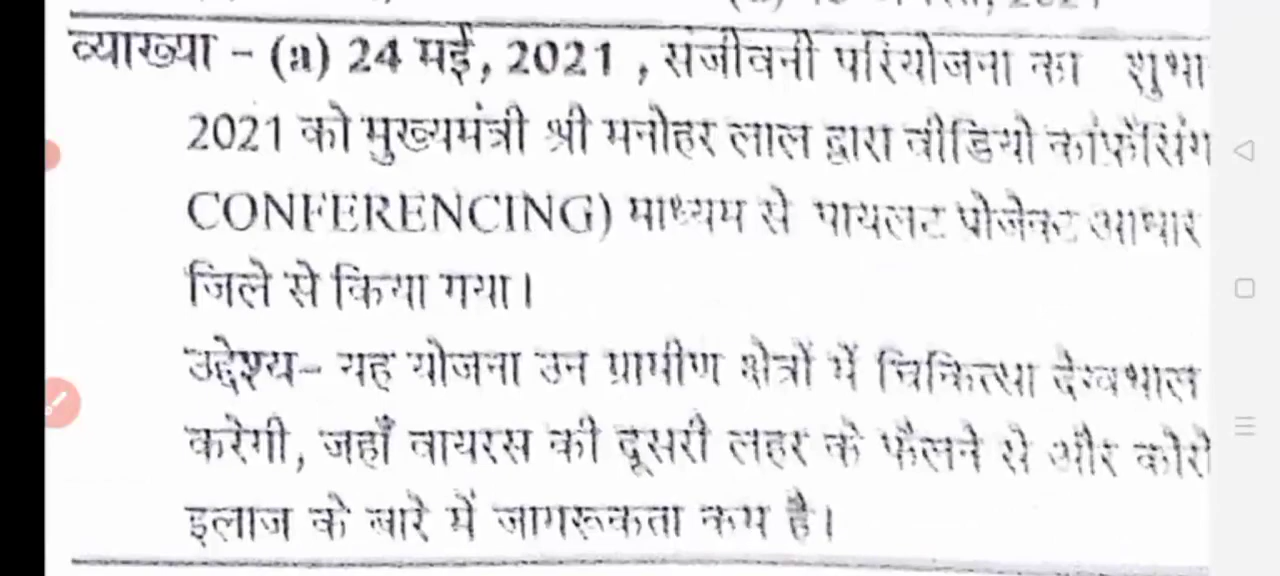 व्याख्या - (a) 24 मई, 2021 , संजीवनी परियोजना का शुभा
2021 को मुख्यमंत्री श्री मनोहर लाल द्वारा वीडियो कांफ्रेंसिंग
CONFERENCING) माध्यम से पायलट प्रोजेक्ट आधार
जिले से किया गया।
उद्देश्य- यह योजना उन ग्रामीण क्षेत्रों में चिकित्सा देखभाल
करेगी, जहाँ वायरस की दूसरी लहर के फैलने से और कोरो
इलाज के बारे में जागरूकता कम है।